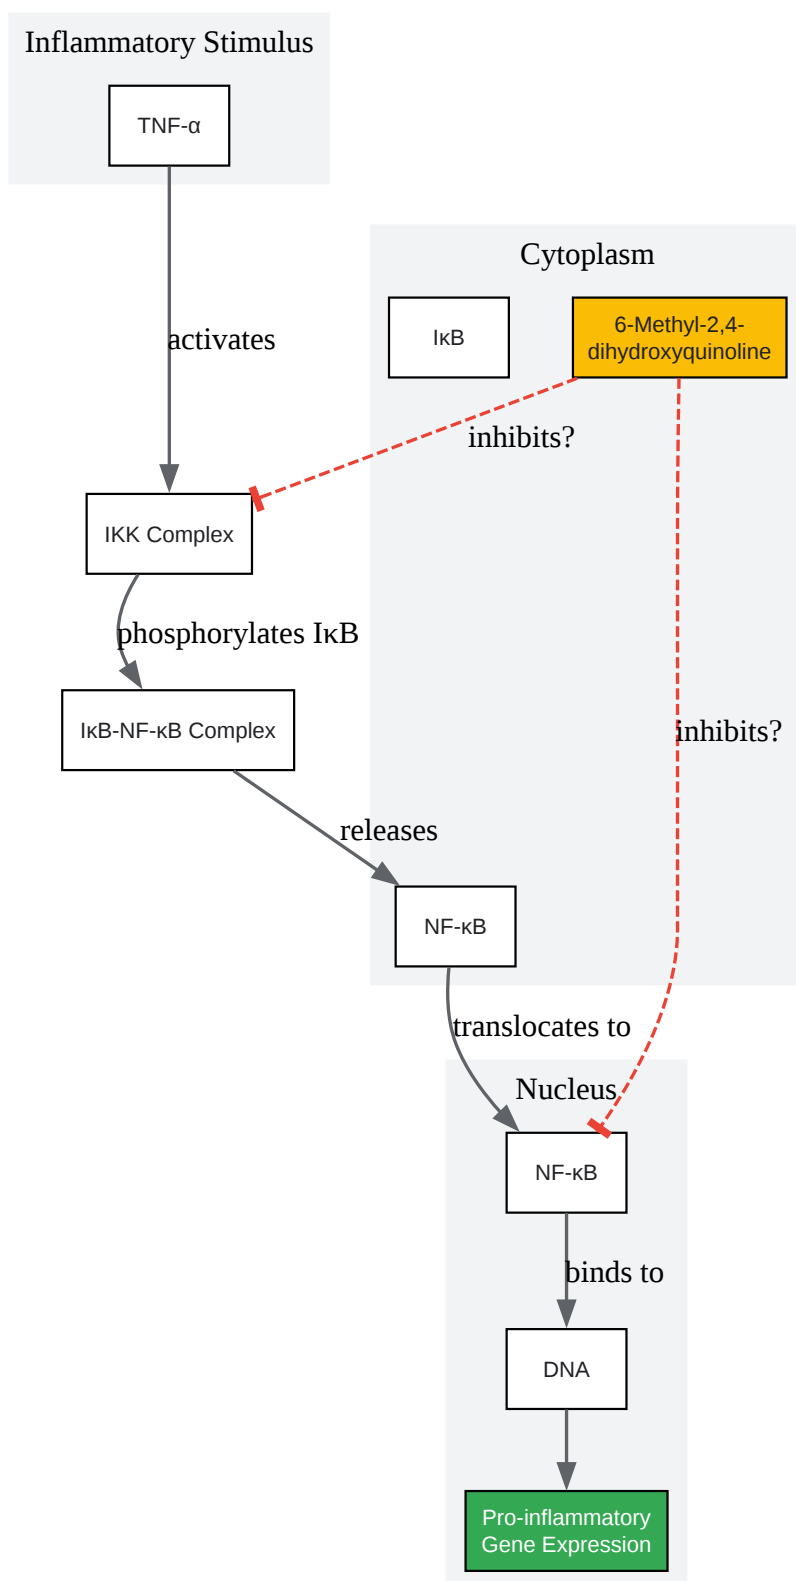 Inflammatory Stimulus
TNF-α
activates
Cytoplasm
IκB
6-Methyl-2,4-
dihydroxyquinoline
inhibits?
IKK Complex
phosphorylates IκB
IκB-NF-κB Complex
inhibits?
releases
NF-κB
translocates to
Nucleus
NF-κB
binds to
DNA
Pro-inflammatory
Gene Expression